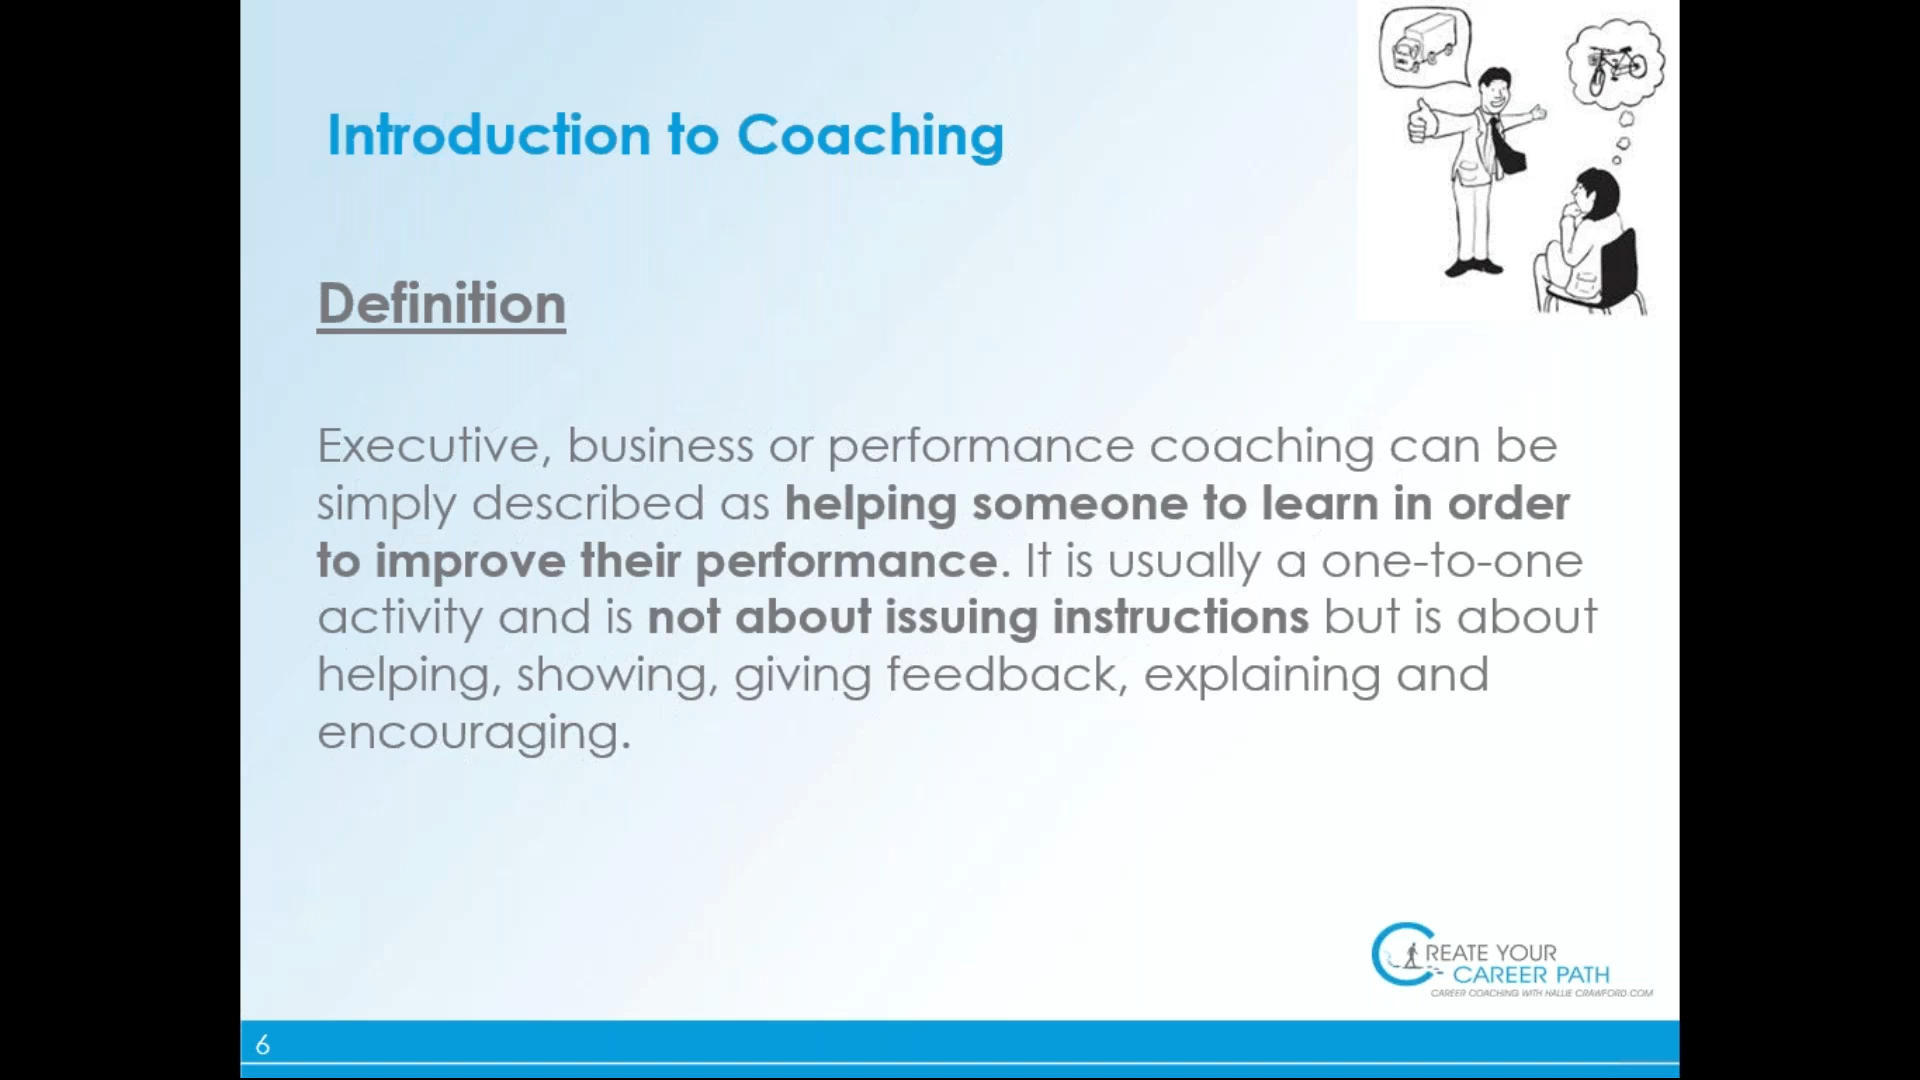 Introduction to Coaching
Definition
Executive, business or performance coaching can be
simply described as helping someone to learn in order
to improve their performance. It is usually a one-to-one
activity and is not about issuing instructions but is about
helping, showing, giving feedback, explaining and
encouraging.
CREATE YOUR
CAREER PATH
CAREER COACHING WITH HALLIE CRAWFORD.COM
6